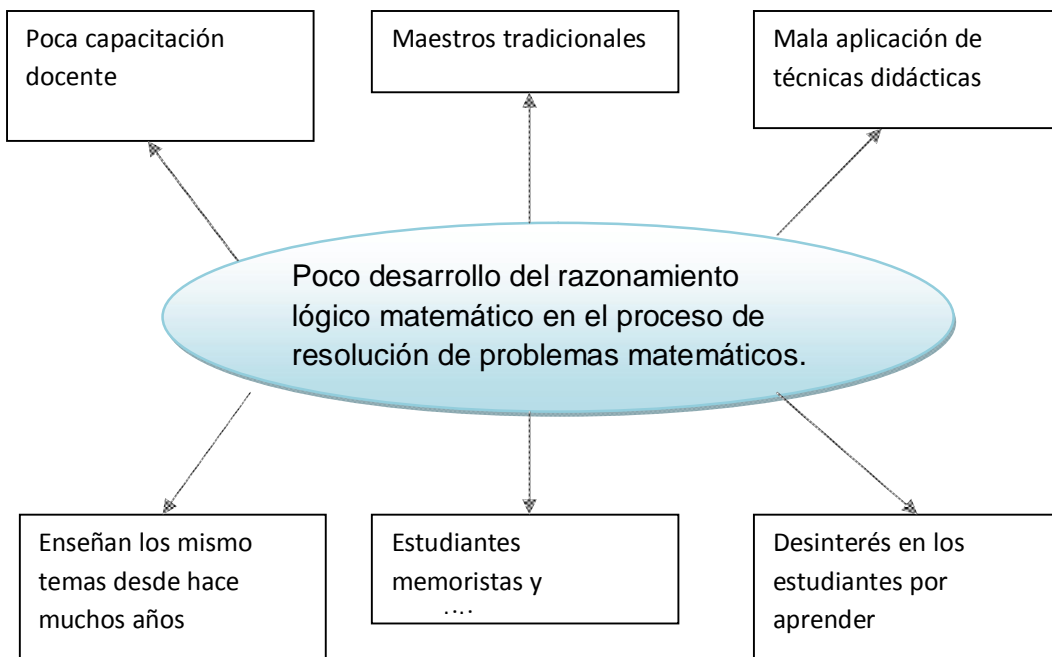 Poca capacitación
docente
Maestros tradicionales
Mala aplicación de
técnicas didácticas
Poco desarrollo del razonamiento
lógico matemático en el proceso de
resolución de problemas matemáticos.
Enseñan los mismo
temas desde hace
muchos años
Estudiantes
memoristas y
Desinterés en los
estudiantes por
aprender